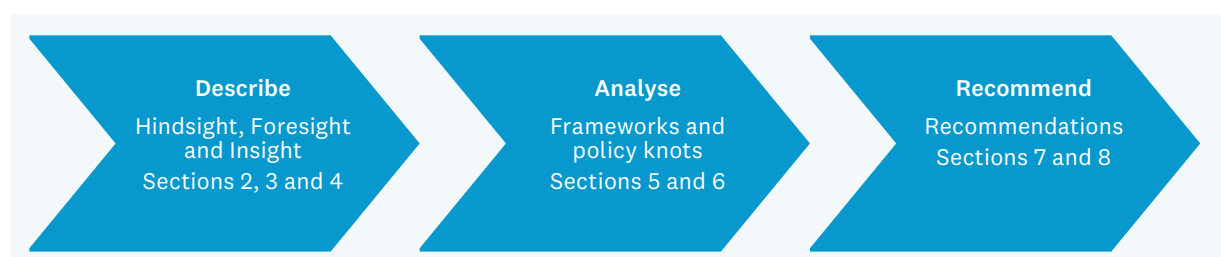 Describe
Hindsight, Foresight
and Insight
Sections 2, 3 and 4
Analyse
Frameworks and
policy knots
Sections 5 and 6
Recommend
Recommendations
Sections 7 and 8